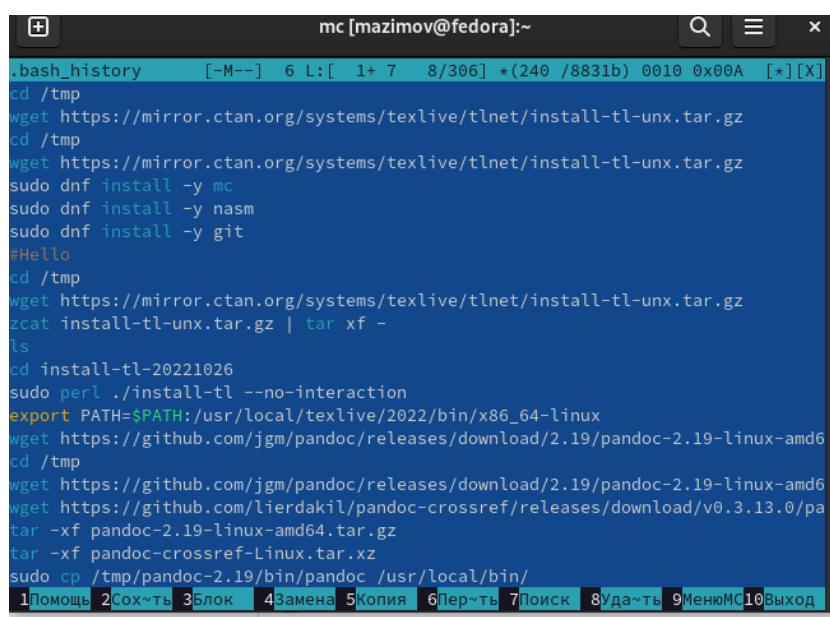 mc [mazimov@fedora]:~
.bash_history [-M--] 6 L:[ 1+ 7 8/306] *(240 /8831b) 0010 0x00A [*][X]
cd /tmp
wget https://mirror.ctan.org/systems/texlive/tlnet/install-tl-unx.tar.gz
cd /tmp
wget https://mirror.ctan.org/systems/texlive/tlnet/install-tl-unx.tar.gz
sudo dnf install -y mc
sudo dnf install -y nasm
sudo dnf install -y git
#Hello
cd /tmp
wget https://mirror.ctan.org/systems/texlive/tlnet/install-tl-unx.tar.gz
zcat install-tl-unx.tar.gz | tar xf -
ls
cd install-tl-20221026
sudo perl ./install-tl --no-interaction
export PATH=$PATH:/usr/local/texlive/2022/bin/x86_64-linux
wget https://github.com/jgm/pandoc/releases/download/2.19/pandoc-2.19-linux-amd6
cd /tmp
wget https://github.com/jgm/pandoc/releases/download/2.19/pandoc-2.19-linux-amd6
wget https://github.com/lierdakil/pandoc-crossref/releases/download/v0.3.13.0/pa
tar -xf pandoc-2.19-linux-amd64.tar.gz
tar -xf pandoc-crossref-Linux.tar.xz
sudo cp /tmp/pandoc-2.19/bin/pandoc /usr/local/bin/
1Помощь 2Сох~ть 3Блок 4Замена 5Копия 6Пер~ть 7Поиск 8Уда~ть 9МенюMC10Выход